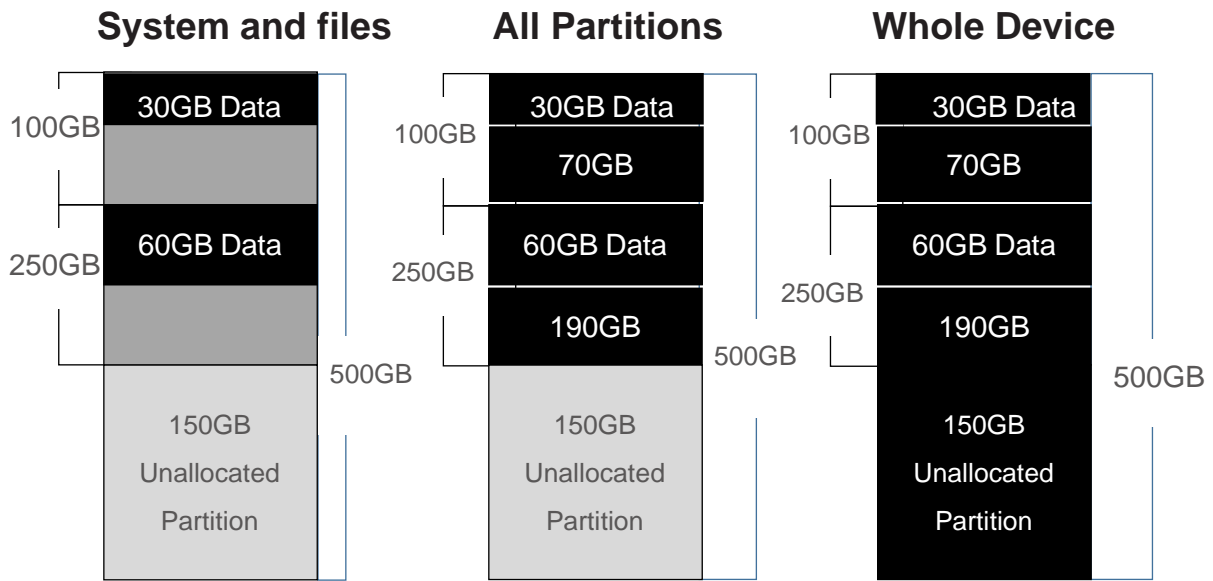 System and files
100GB
30GB Data
250GB
60GB Data
500GB
150GB
Unallocated
Partition
All Partitions
100GB
30GB Data
70GB
250GB
60GB Data
190GB
500GB
150GB
Unallocated
Partition
Whole Device
100GB
30GB Data
70GB
250GB
60GB Data
190GB
500GB
150GB
Unallocated
Partition